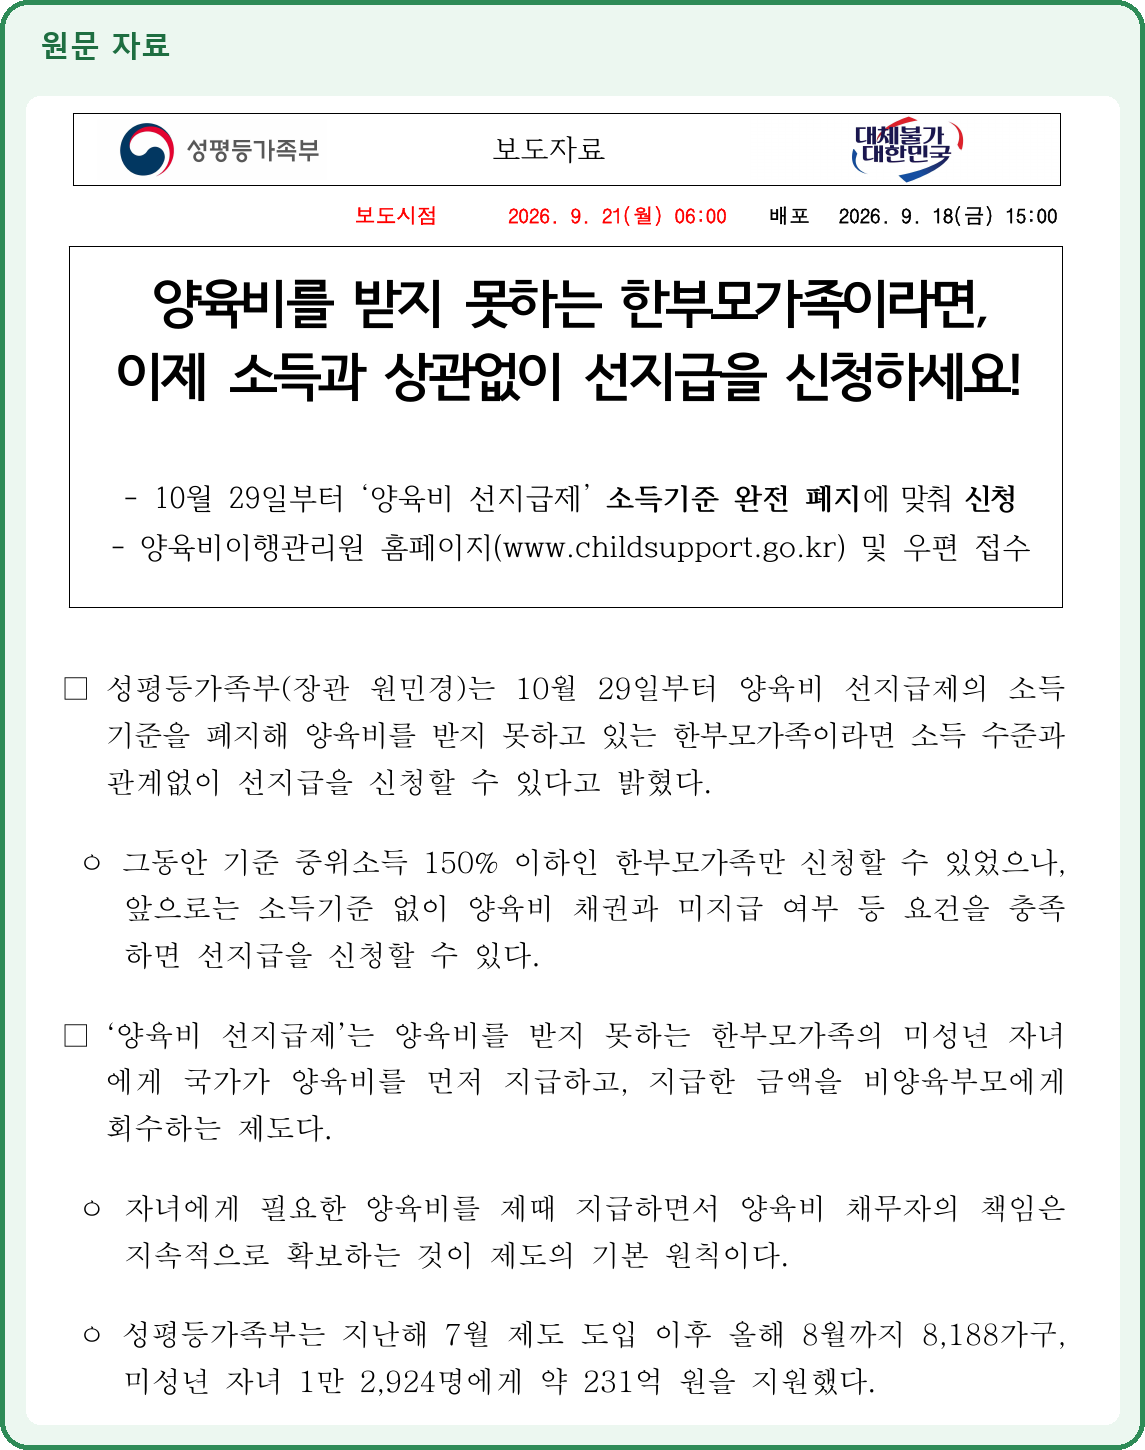 원문 자료
성평등가족부
보도자료
대체불가
대한민국
보도시점 2026. 9. 21(월) 06:00 배포 2026. 9. 18(금) 15:00
양육비를 받지 못하는 한부모가족이라면,
이제 소득과 상관없이 선지급을 신청하세요!
- 10월 29일부터 ‘양육비 선지급제’ 소득기준 완전 폐지에 맞춰 신청
- 양육비이행관리원 홈페이지(www.childsupport.go.kr) 및 우편 접수
□ 성평등가족부(장관 원민경)는 10월 29일부터 양육비 선지급제의 소득
기준을 폐지해 양육비를 받지 못하고 있는 한부모가족이라면 소득 수준과
관계없이 선지급을 신청할 수 있다고 밝혔다.
ㅇ 그동안 기준 중위소득 150% 이하인 한부모가족만 신청할 수 있었으나,
앞으로는 소득기준 없이 양육비 채권과 미지급 여부 등 요건을 충족
하면 선지급을 신청할 수 있다.
□ ‘양육비 선지급제’는 양육비를 받지 못하는 한부모가족의 미성년 자녀
에게 국가가 양육비를 먼저 지급하고, 지급한 금액을 비양육부모에게
회수하는 제도다.
ㅇ 자녀에게 필요한 양육비를 제때 지급하면서 양육비 채무자의 책임은
지속적으로 확보하는 것이 제도의 기본 원칙이다.
ㅇ 성평등가족부는 지난해 7월 제도 도입 이후 올해 8월까지 8,188가구,
미성년 자녀 1만 2,924명에게 약 231억 원을 지원했다.